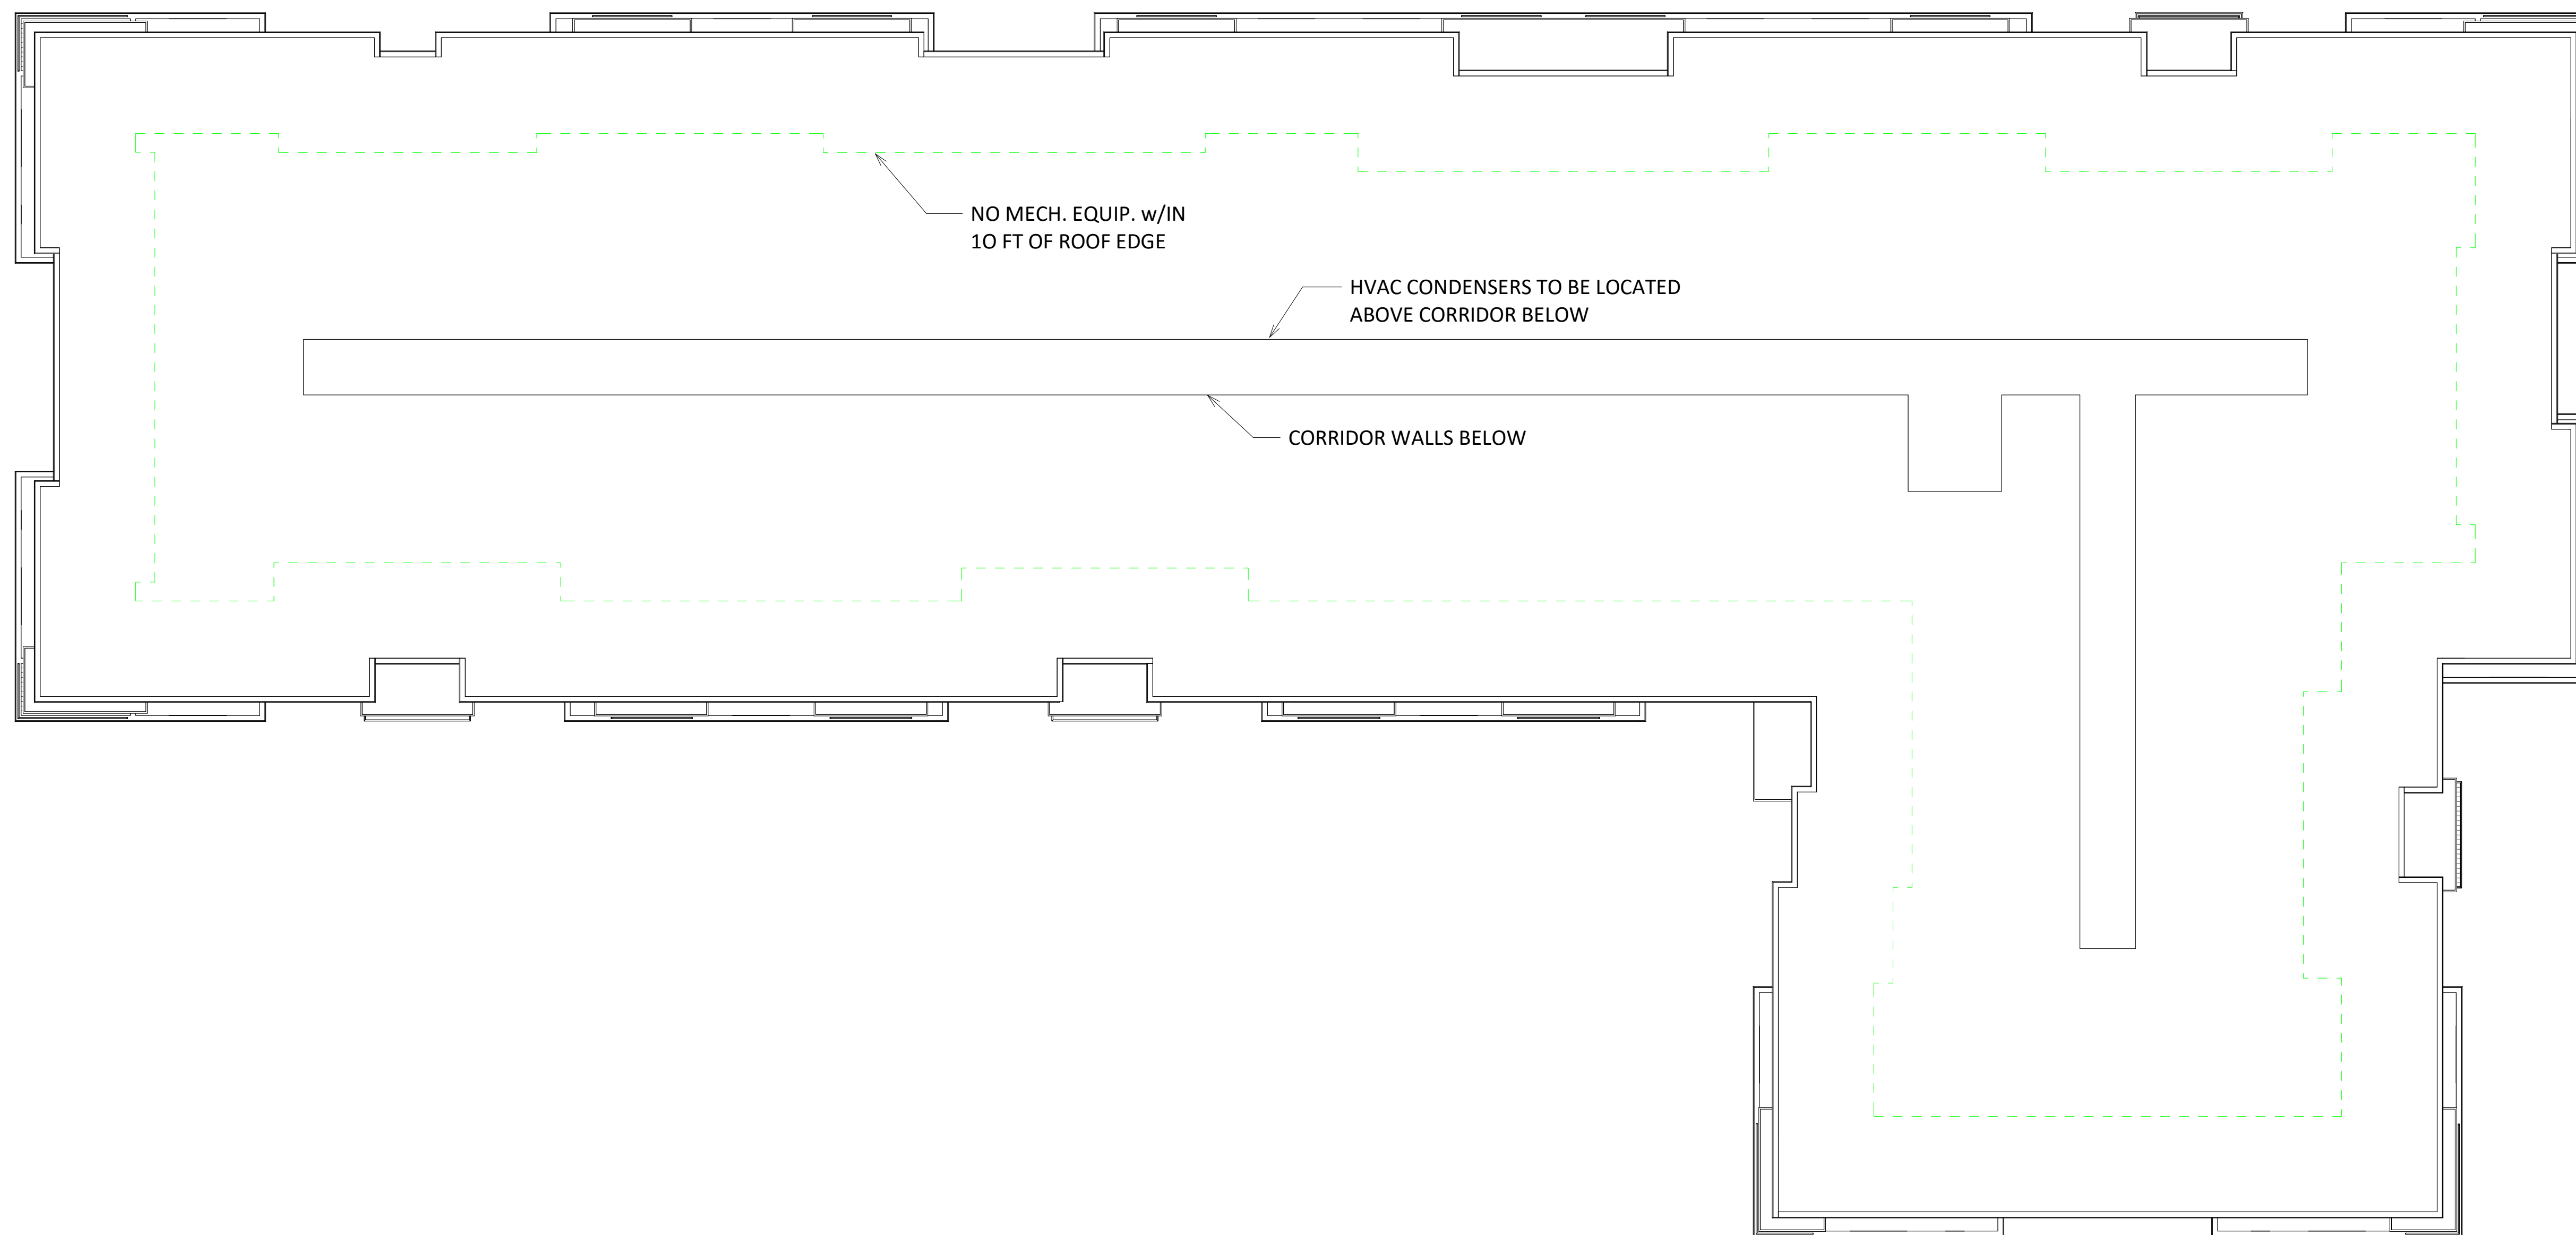 NO MECH. EQUIP. w/IN
1O FT OF ROOF EDGE
HVAC CONDENSERS TO BE LOCATED
ABOVE CORRIDOR BELOW
CORRIDOR WALLS BELOW